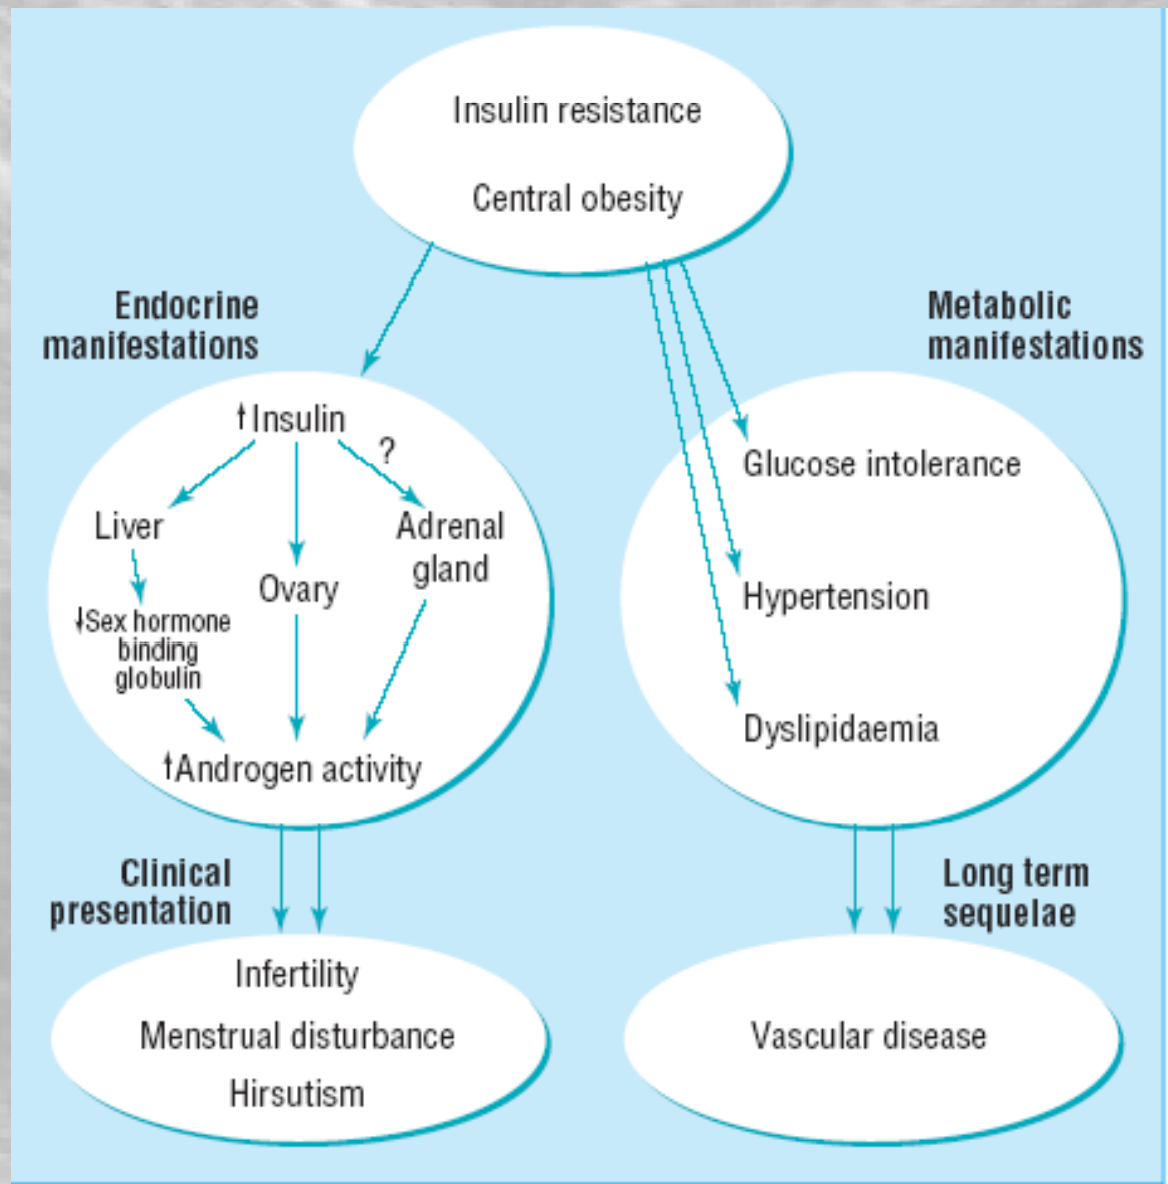 Insulin resistance
Central obesity
Endocrine
manifestations
↑Insulin
?
Liver
Adrenal
gland
Ovary
↓Sex hormone
binding
globulin
↑Androgen activity
Clinical
presentation
Infertility
Menstrual disturbance
Hirsutism
Metabolic
manifestations
Glucose intolerance
Hypertension
Dyslipidaemia
Long term
sequelae
Vascular disease